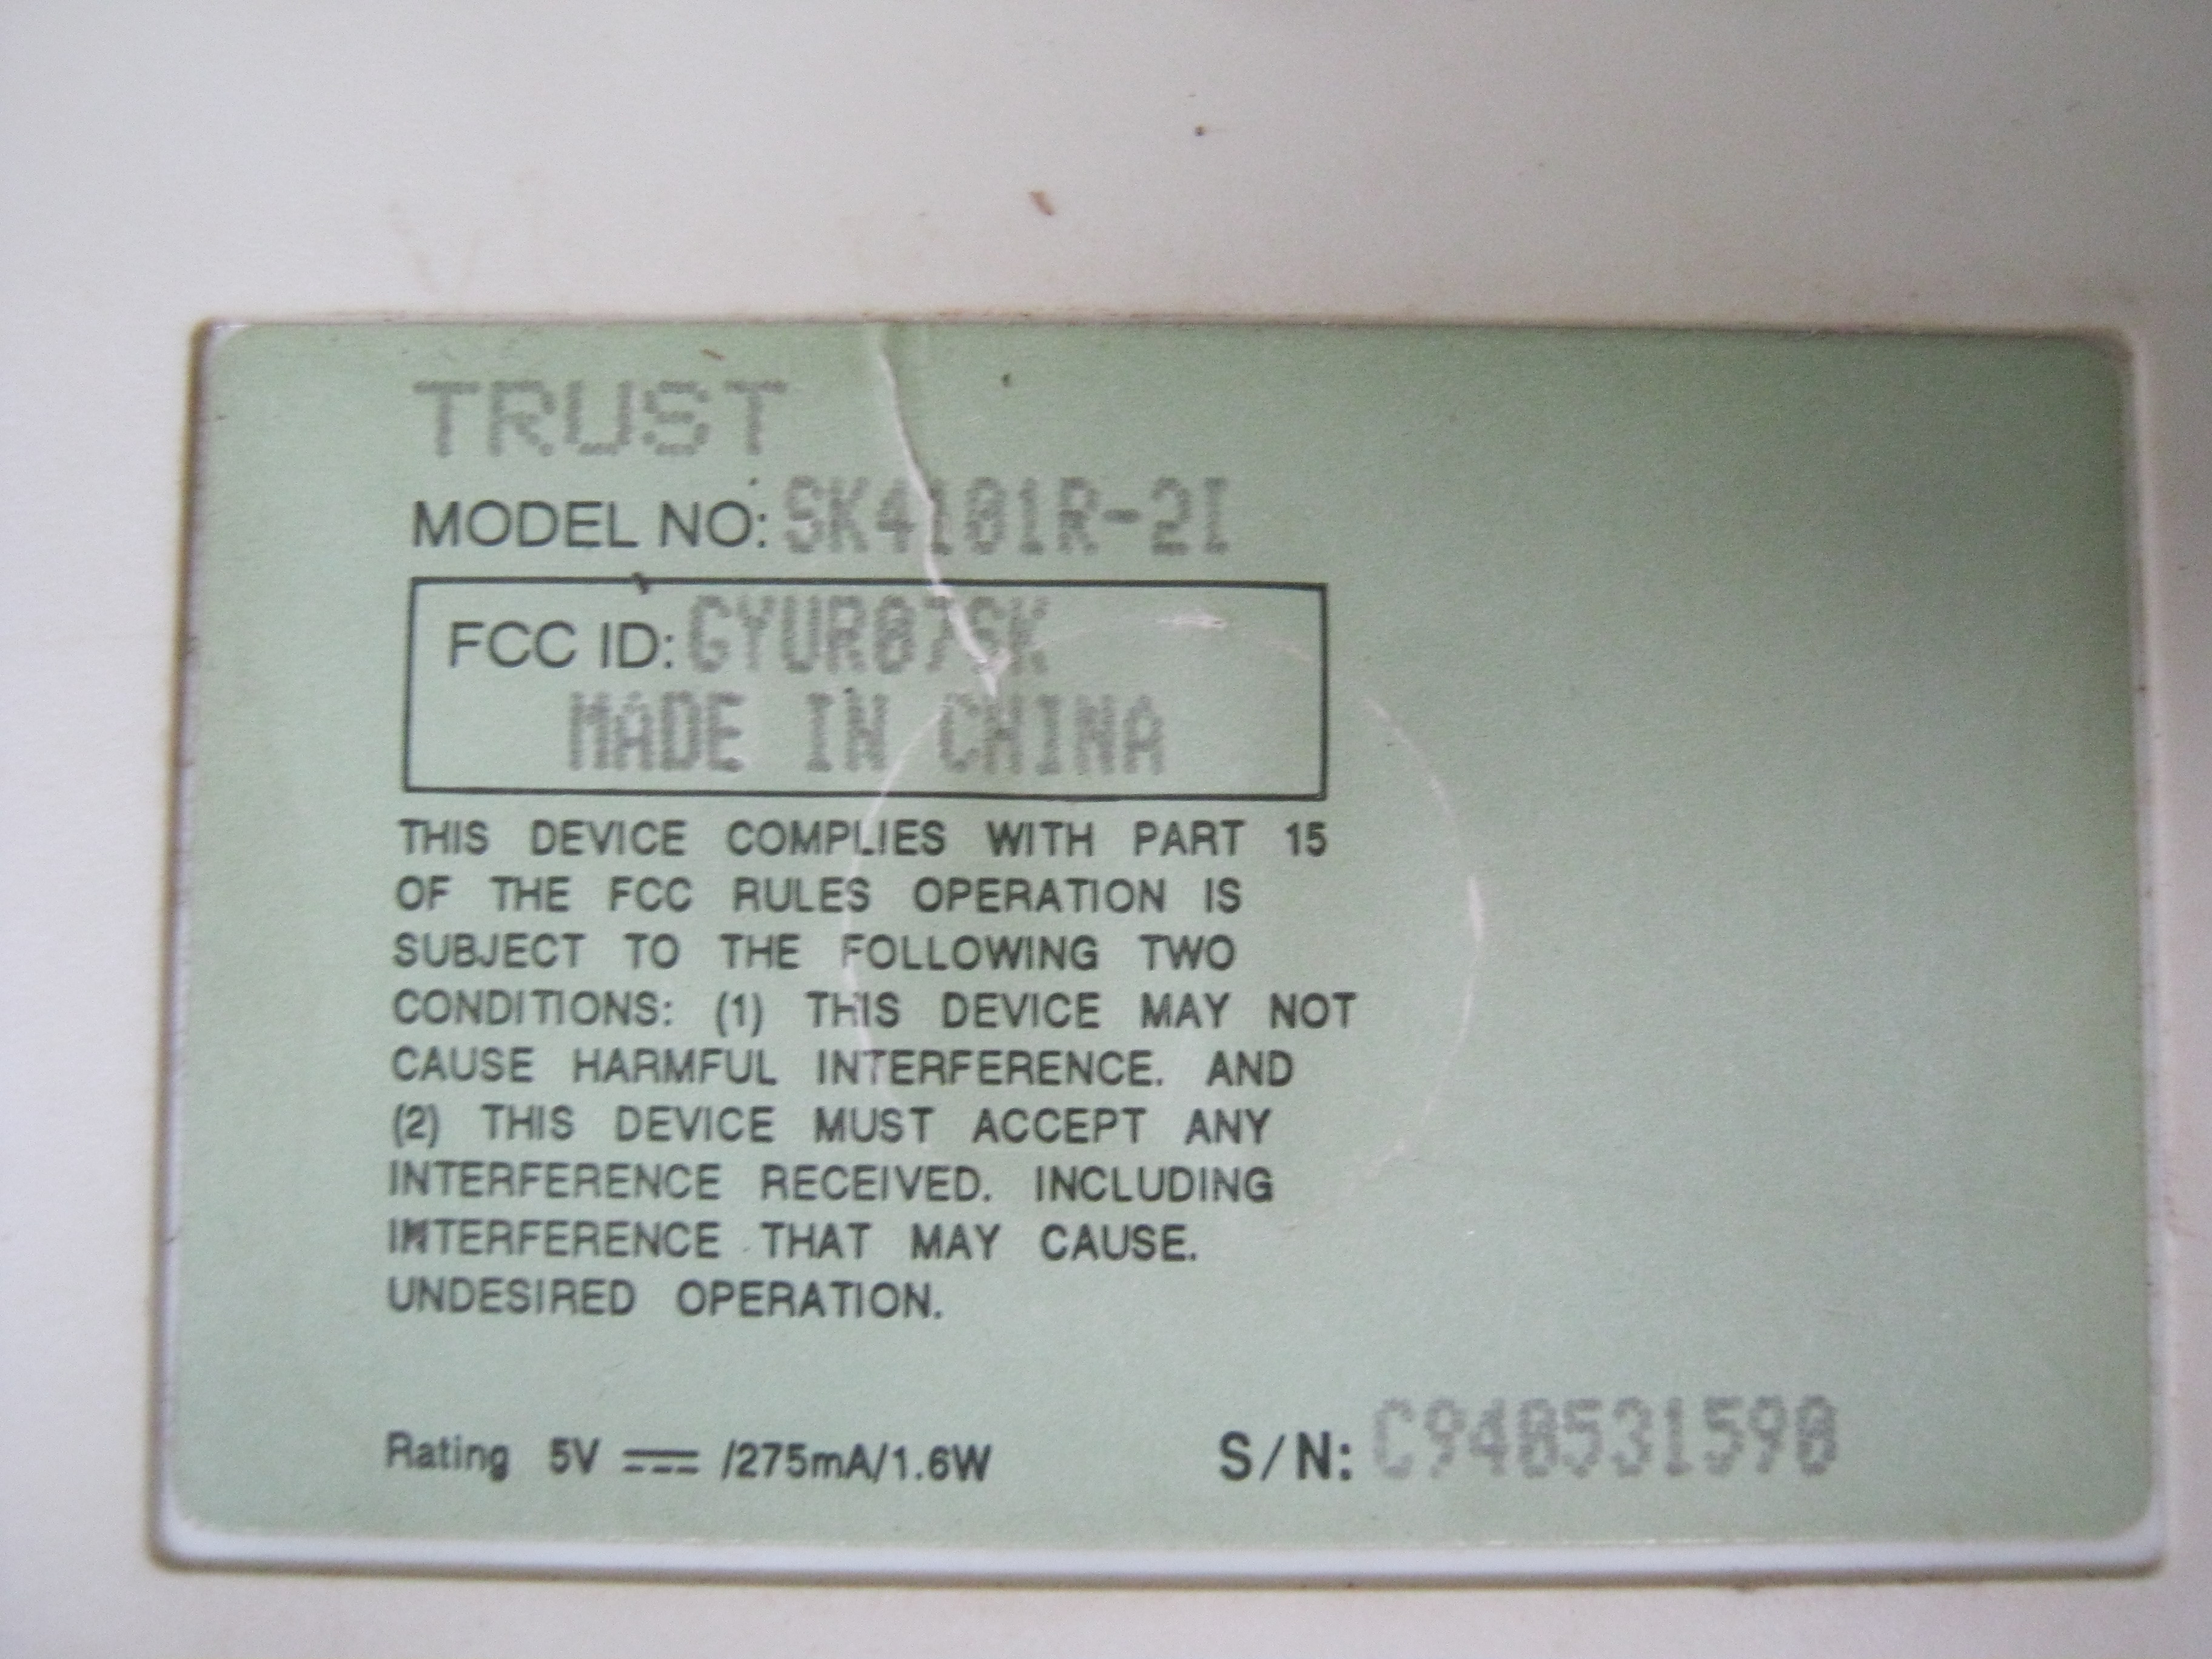 TRUST
MODEL NO: SK4101R-2I
FCC ID: GYUR07SK
MADE IN CHINA
THIS DEVICE COMPLIES WITH PART 15
OF THE FCC RULES OPERATION IS
SUBJECT TO THE FOLLOWING TWO
CONDITIONS: (1) THIS DEVICE MAY NOT
CAUSE HARMFUL INTERFERENCE. AND
(2) THIS DEVICE MUST ACCEPT ANY
INTERFERENCE RECEIVED. INCLUDING
INTERFERENCE THAT MAY CAUSE.
UNDESIRED OPERATION.
Rating 5V ⎓ /275mA/1.6W
S/N: C940531590